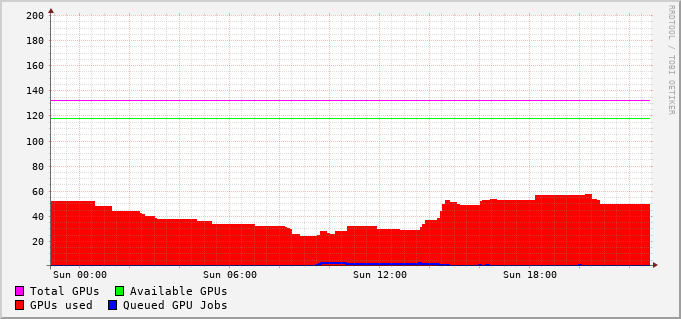 200
180
160
140
120
100
80
60
40
20
Sun 00:00 Sun 06:00 Sun 12:00 Sun 18:00
Total GPUs Available GPUs
GPUs used Queued GPU Jobs
RRDTOOL / TOBI OETIKER